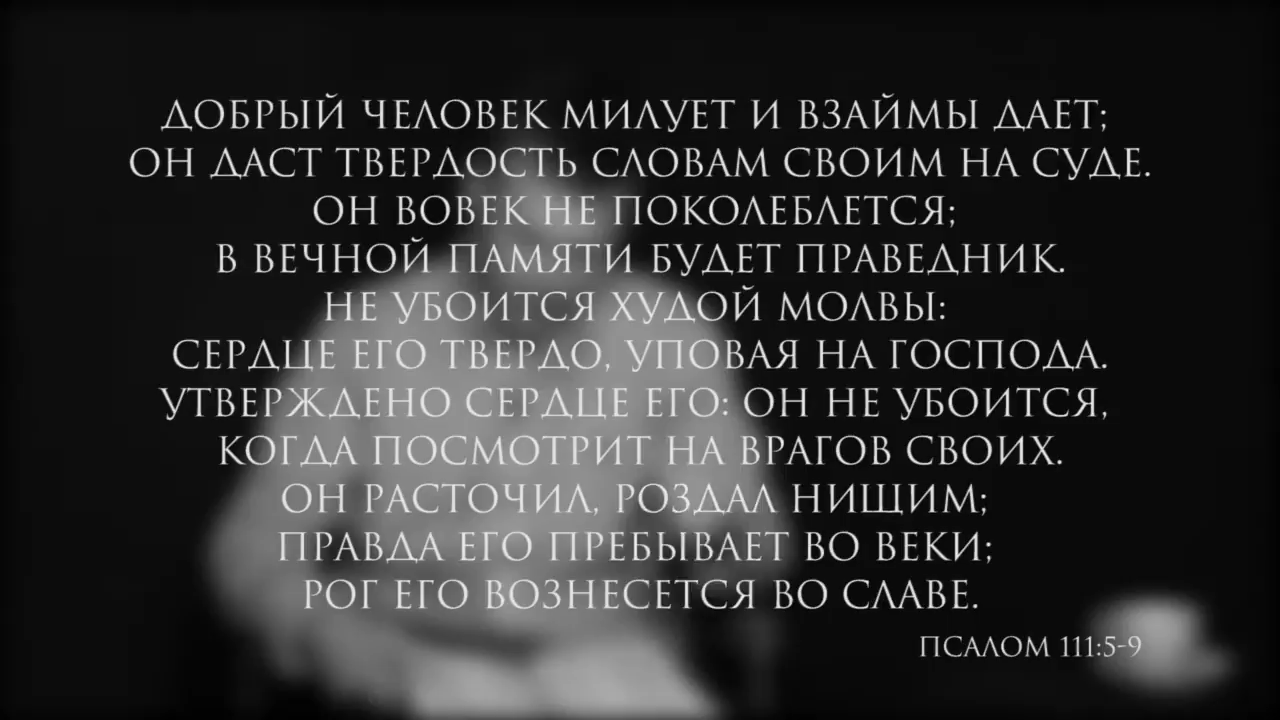 ДОБРЫЙ ЧЕЛОВЕК МИЛУЕТ И ВЗАЙМЫ ДАЕТ;
ОН ДАСТ ТВЕРДОСТЬ СЛОВАМ СВОИМ НА СУДЕ.
ОН ВОВЕК НЕ ПОКОЛЕБЛЕТСЯ;
В ВЕЧНОЙ ПАМЯТИ БУДЕТ ПРАВЕДНИК.
НЕ УБОИТСЯ ХУДОЙ МОЛВЫ:
СЕРДЦЕ ЕГО ТВЕРДО, УПОВАЯ НА ГОСПОДА.
УТВЕРЖДЕНО СЕРДЦЕ ЕГО: ОН НЕ УБОИТСЯ,
КОГДА ПОСМОТРИТ НА ВРАГОВ СВОИХ.
ОН РАСТОЧИЛ, РОЗДАЛ НИЩИМ;
ПРАВДА ЕГО ПРЕБЫВАЕТ ВО ВЕКИ;
РОГ ЕГО ВОЗНЕСЕТСЯ ВО СЛАВЕ.
ПСАЛОМ 111:5-9